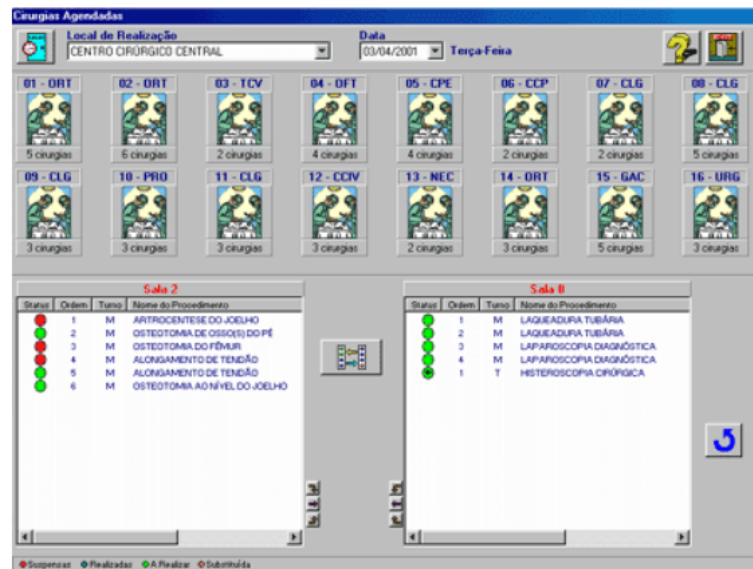 Cirurgias Agendadas
Local de Realização
CENTRO CIRÚRGICO CENTRAL
Data
03/04/2001 Terça-Feira
01 - ORT 02 - ORT 03 - TCV 04 - OFT 05 - CPE 06 - CCP 07 - CLG 08 - CLG
5 cirurgias 6 cirurgias 2 cirurgias 4 cirurgias 4 cirurgias 2 cirurgias 2 cirurgias 5 cirurgias
09 - CLG 10 - PRO 11 - CLG 12 - CCIV 13 - NEC 14 - ORT 15 - GAC 16 - URG
3 cirurgias 3 cirurgias 3 cirurgias 3 cirurgias 2 cirurgias 3 cirurgias 5 cirurgias 3 cirurgias
Sala 2
Status Ordem Turno Nome do Procedimento
1 M ARTROCENTESE DO JOELHO
2 M OSTEOTOMIA DE OSSO(S) DO PÉ
3 M OSTEOTOMIA DO FÊMUR
4 M ALONGAMENTO DE TENDÃO
5 M ALONGAMENTO DE TENDÃO
6 M OSTEOTOMIA AO NÍVEL DO JOELHO
Sala 8
Status Ordem Turno Nome do Procedimento
1 M LAQUEADURA TUBÁRIA
2 M LAQUEADURA TUBÁRIA
3 M LAPAROSCOPIA DIAGNÓSTICA
4 M LAPAROSCOPIA DIAGNÓSTICA
1 T HISTEROSCOPIA CIRÚRGICA
Suspensas Realizadas A Realizar Substituída